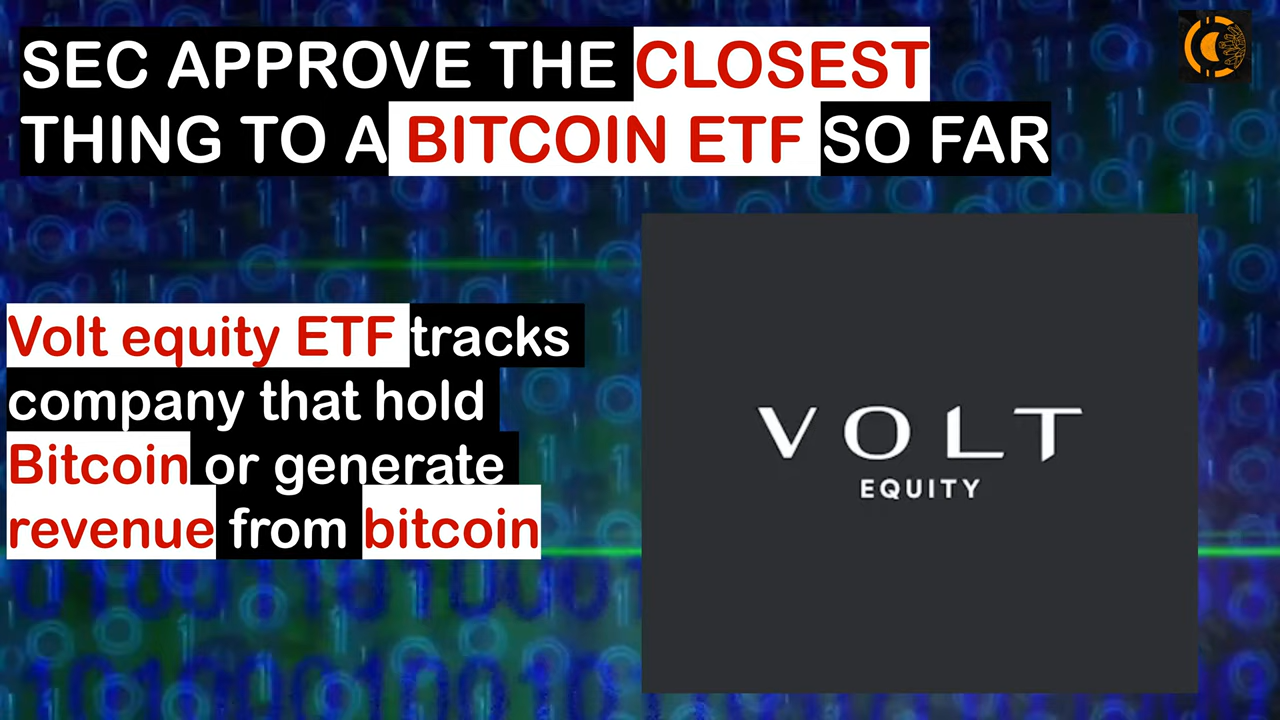 SEC APPROVE THE CLOSEST
THING TO A BITCOIN ETF SO FAR
Volt equity ETF tracks
company that hold
Bitcoin or generate
revenue from bitcoin
VOLT
EQUITY